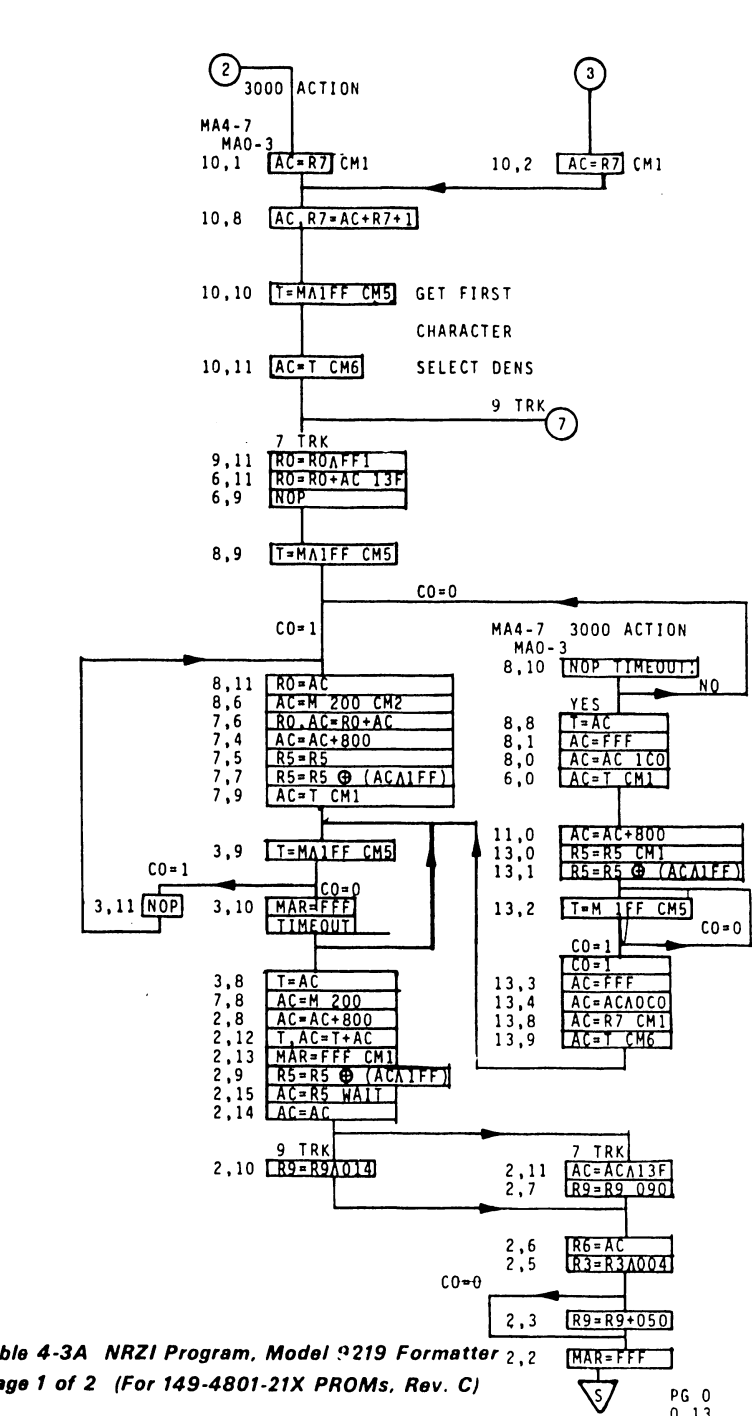 2
3000 ACTION
3
MA4-7
MA0-3
10,1 AC=R7 CM1
10,2 AC=R7 CM1
10,8 AC,R7=AC+R7+1
10,10 T=MΛ1FF CM5 GET FIRST
CHARACTER
10,11 AC=T CM6 SELECT DENS
9 TRK
7
7 TRK
9,11 R0=R0ΛFF1
6,11 R0=R0+AC 13F
6,9 NOP
8,9 T=MΛ1FF CM5
CO=0
CO=1
MA4-7 3000 ACTION
MA0-3
8,10 NOP TIMEOUT:
NO
YES
8,11 R0=AC
8,6 AC=M 200 CM2
7,6 R0,AC=R0+AC
7,4 AC=AC+800
7,5 R5=R5
7,7 R5=R5 ⊕ (ACΛ1FF)
7,9 AC=T CM1
8,8 T=AC
8,1 AC=FFF
8,0 AC=AC 1C0
6,0 AC=T CM1
3,9 T=MΛ1FF CM5
CO=1
CO=0
3,11 NOP
3,10 MAR=FFF
TIMEOUT
11,0 AC=AC+800
13,0 R5=R5 CM1
13,1 R5=R5 ⊕ (ACΛ1FF)
13,2 T=M 1FF CM5
CO=0
CO=1
CO=1
13,3 AC=FFF
13,4 AC=ACΛ0C0
13,8 AC=R7 CM1
13,9 AC=T CM6
3,8 T=AC
7,8 AC=M 200
2,8 AC=AC+800
2,12 T,AC=T+AC
2,13 MAR=FFF CM1
2,9 R5=R5 ⊕ (ACΛ1FF)
2,15 AC=R5 WAIT
2,14 AC=AC
9 TRK
2,10 R9=R9Λ014
7 TRK
2,11 AC=ACΛ13F
2,7 R9=R9 090
2,6 R6=AC
2,5 R3=R3Λ004
CO=0
2,3 R9=R9+050
2,2 MAR=FFF
S
PG 0
0,13
ble 4-3A NRZI Program, Model 9219 Formatter
age 1 of 2 (For 149-4801-21X PROMs, Rev. C)